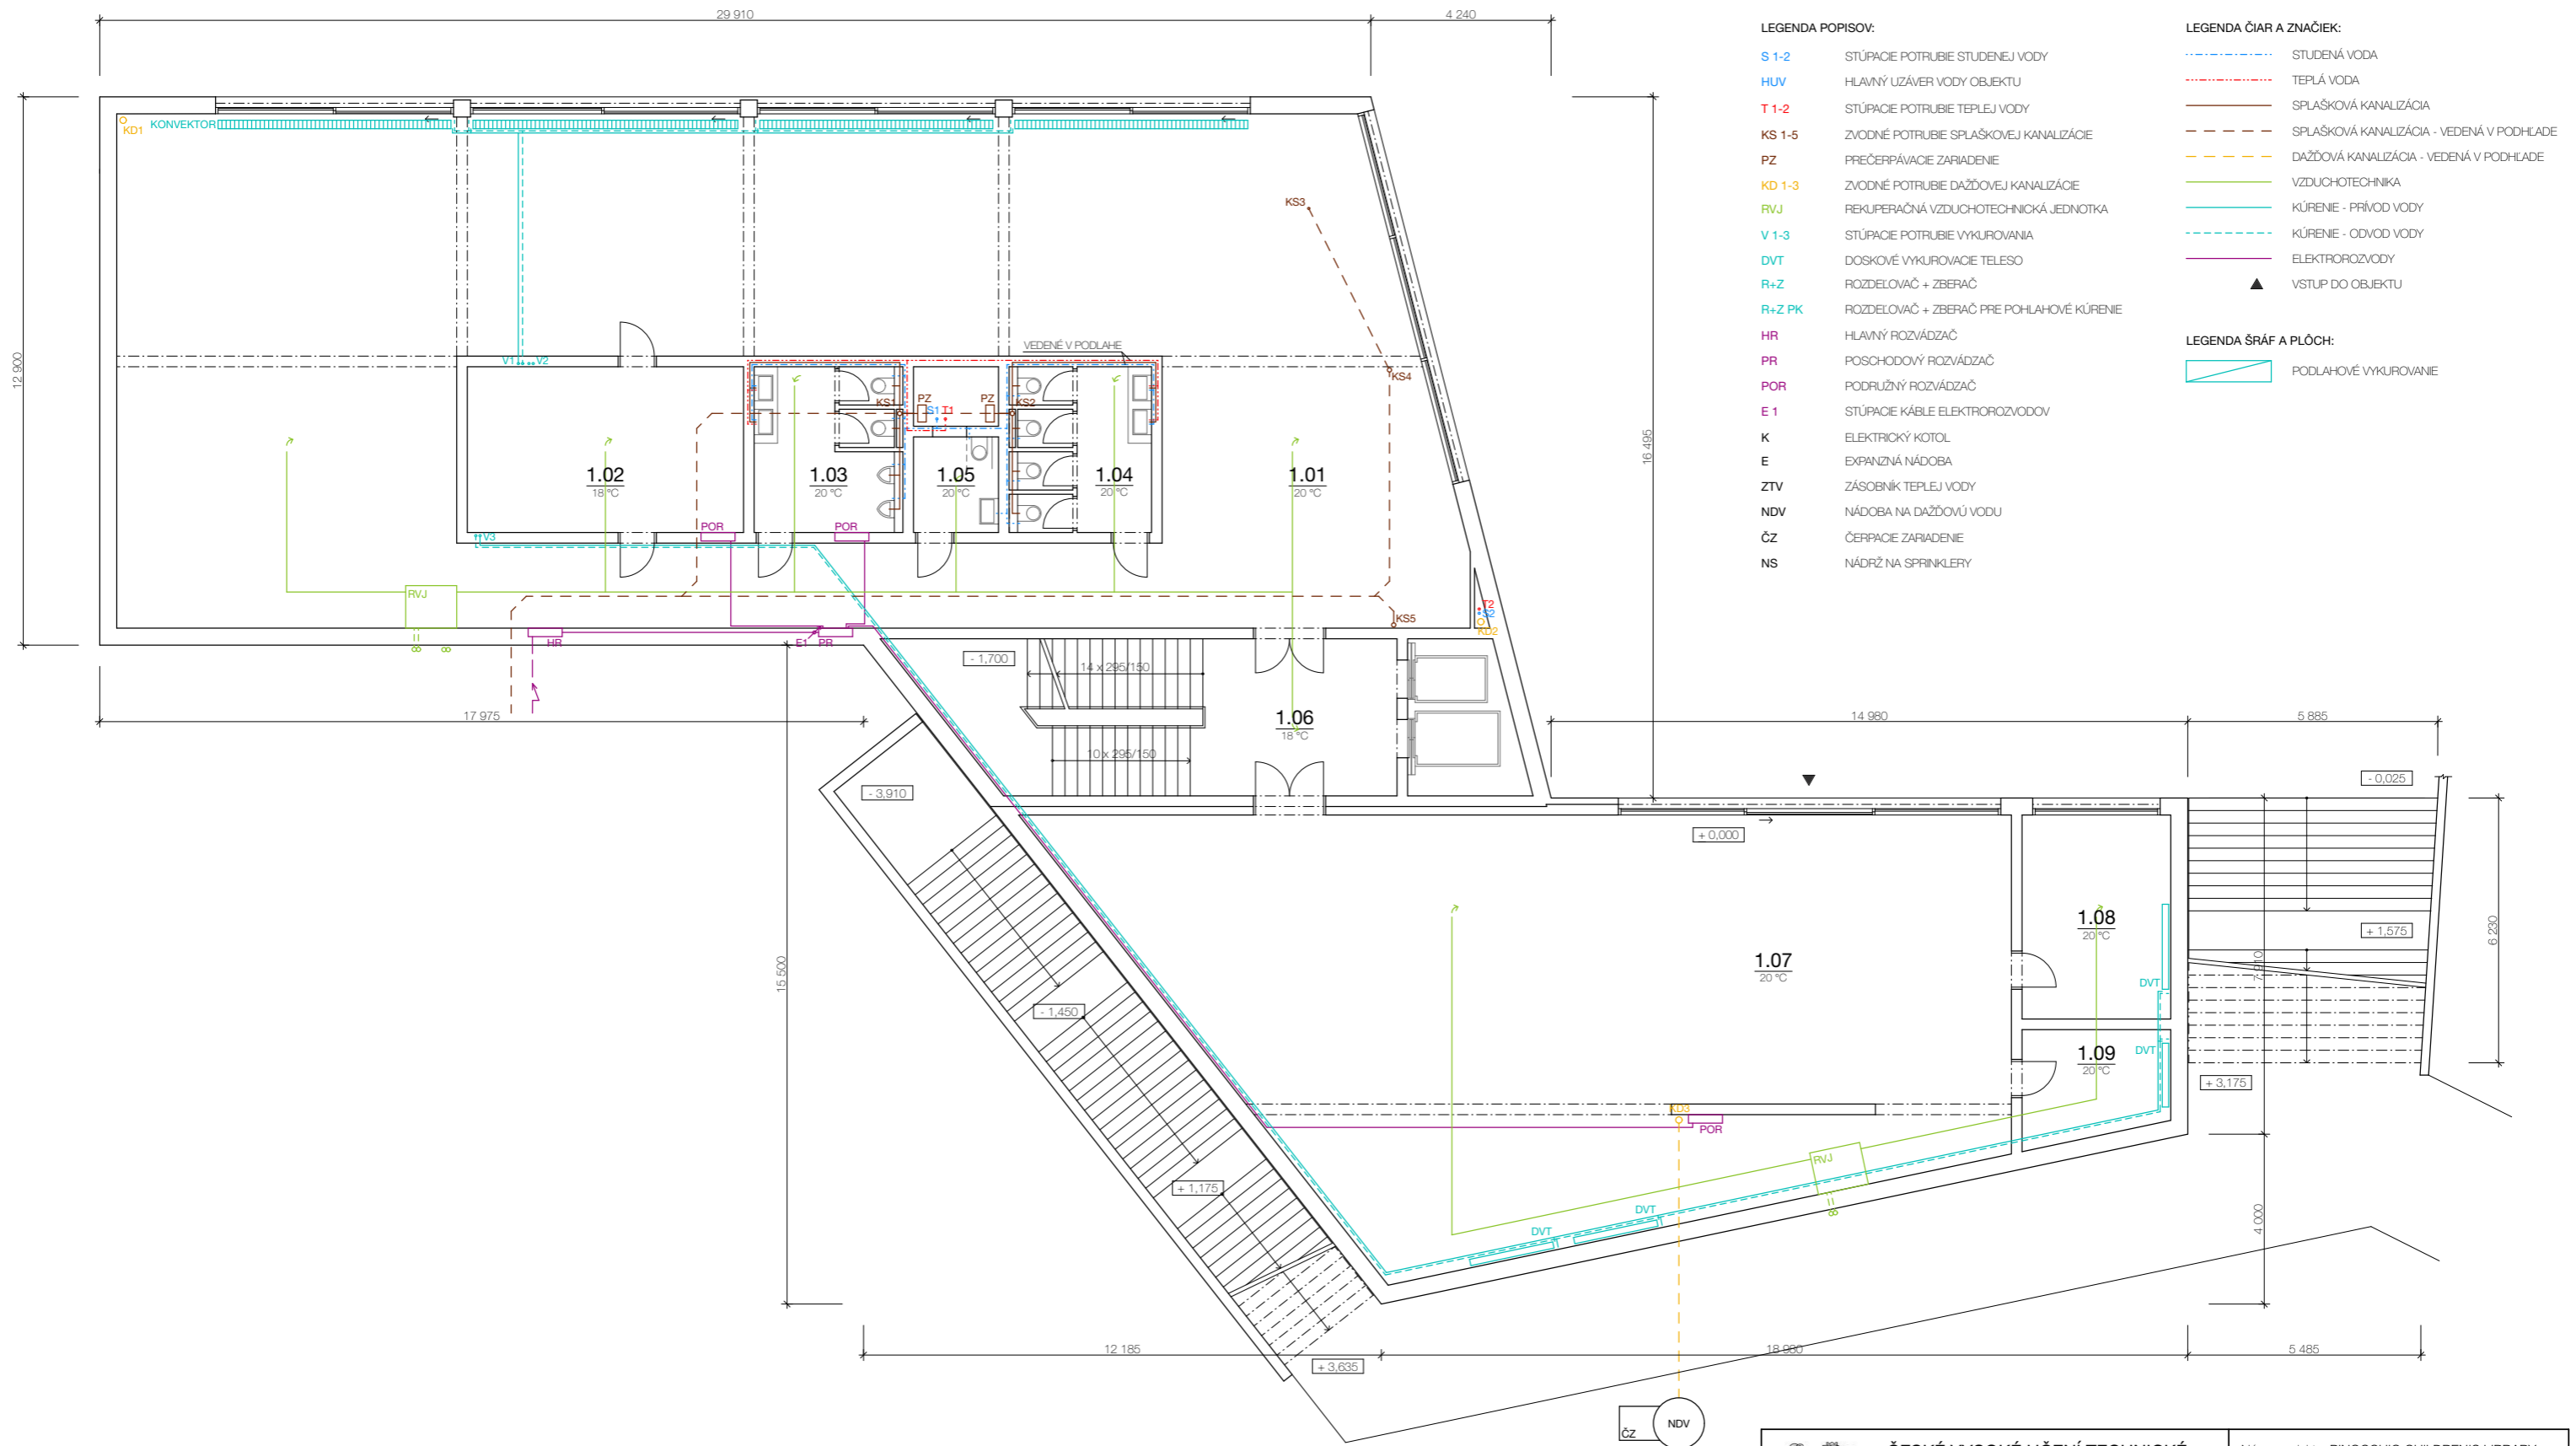 29 910
4 240
LEGENDA POPISOV:
S 1-2 STÚPACIE POTRUBIE STUDENEJ VODY
HUV HLAVNÝ UZÁVER VODY OBJEKTU
T 1-2 STÚPACIE POTRUBIE TEPLEJ VODY
KS 1-5 ZVODNÉ POTRUBIE SPLAŠKOVEJ KANALIZÁCIE
PZ PREČERPÁVACIE ZARIADENIE
KD 1-3 ZVODNÉ POTRUBIE DAŽĎOVEJ KANALIZÁCIE
RVJ REKUPERAČNÁ VZDUCHOTECHNICKÁ JEDNOTKA
V 1-3 STÚPACIE POTRUBIE VYKUROVANIA
DVT DOSKOVÉ VYKUROVACIE TELESO
R+Z ROZDEĽOVAČ + ZBERAČ
R+Z PK ROZDEĽOVAČ + ZBERAČ PRE POHLAHOVÉ KÚRENIE
HR HLAVNÝ ROZVÁDZAČ
PR POSCHODOVÝ ROZVÁDZAČ
POR PODRUŽNÝ ROZVÁDZAČ
E 1 STÚPACIE KÁBLE ELEKTROROZVODOV
K ELEKTRICKÝ KOTOL
E EXPANZNÁ NÁDOBA
ZTV ZÁSOBNÍK TEPLEJ VODY
NDV NÁDOBA NA DAŽĎOVÚ VODU
ČZ ČERPACIE ZARIADENIE
NS NÁDRŽ NA SPRINKLERY
LEGENDA ČIAR A ZNAČIEK:
STUDENÁ VODA
TEPLÁ VODA
SPLAŠKOVÁ KANALIZÁCIA
SPLAŠKOVÁ KANALIZÁCIA - VEDENÁ V PODHĽADE
DAŽĎOVÁ KANALIZÁCIA - VEDENÁ V PODHĽADE
VZDUCHOTECHNIKA
KÚRENIE - PRÍVOD VODY
KÚRENIE - ODVOD VODY
ELEKTROROZVODY
VSTUP DO OBJEKTU
LEGENDA ŠRÁF A PLÔCH:
PODLAHOVÉ VYKUROVANIE
12 900
16 495
KD1
KONVEKTOR
KS3
KS4
V1 V2
VEDENÉ V PODLAHE
KS1 PZ S1 T1 PZ KS2
1.02
18 °C
1.03
20 °C
1.05
20 °C
1.04
20 °C
1.01
20 °C
POR
POR
V3
RVJ
T2
S2
KD2
KS5
HR
E1 PR
- 1,700
14 x 295/150
10 x 295/150
1.06
18 °C
17 975
14 980
5 885
- 3,910
- 0,025
+ 0,000
1.08
20 °C
+ 1,575
6 230
7 910
1.07
20 °C
15 500
DVT
- 1,450
1.09
20 °C
DVT
+ 3,175
KD3
POR
RVJ
+ 1,175
DVT
DVT
4 000
12 185
18 980
5 485
+ 3,635
ČZ
NDV
ČESKÉ VYSOKÉ UČENÍ TECHNICKÉ